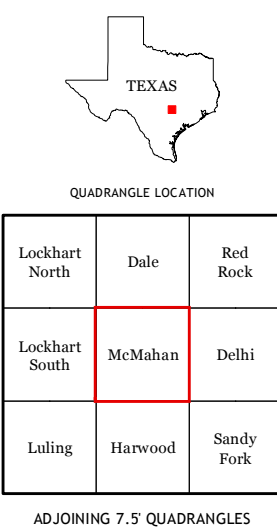 TEXAS
QUADRANGLE LOCATION
Lockhart
North
Dale
Red
Rock
Lockhart
South
McMahan
Delhi
Luling
Harwood
Sandy
Fork
ADJOINING 7.5' QUADRANGLES